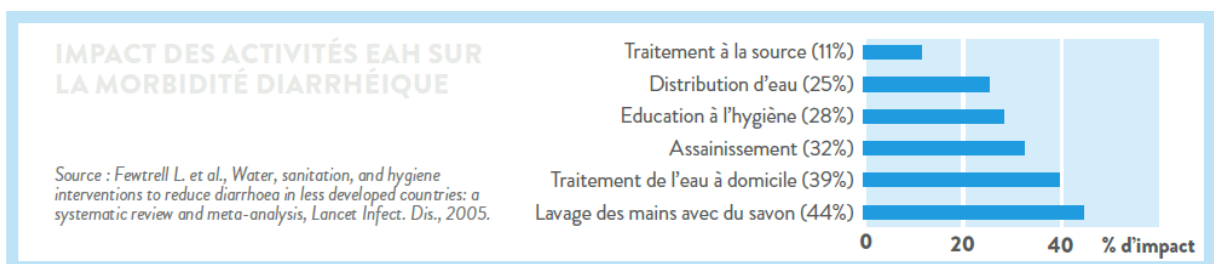 IMPACT DES ACTIVITÉS EAH SUR
LA MORBIDITÉ DIARRHÉIQUE
Source : Fewtrell L. et al., Water, sanitation, and hygiene
interventions to reduce diarrhoea in less developed countries: a
systematic review and meta-analysis, Lancet Infect. Dis., 2005.
Traitement à la source (11%)
Distribution d'eau (25%)
Education à l'hygiène (28%)
Assainissement (32%)
Traitement de l'eau à domicile (39%)
Lavage des mains avec du savon (44%)
0 20 40 % d'impact